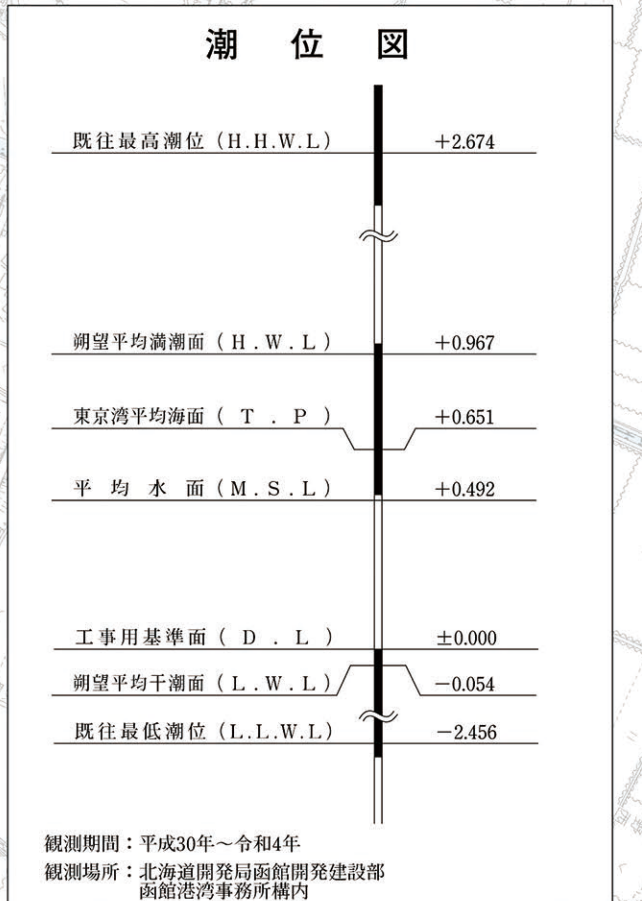 潮位図
既往最高潮位（H.H.W.L） +2.674
朔望平均満潮面（H.W.L） +0.967
東京湾平均海面（T.P） +0.651
平均水面（M.S.L） +0.492
工事用基準面（D.L） ±0.000
朔望平均干潮面（L.W.L） −0.054
既往最低潮位（L.L.W.L） −2.456
観測期間：平成30年～令和4年
観測場所：北海道開発局函館開発建設部
函館港湾事務所構内